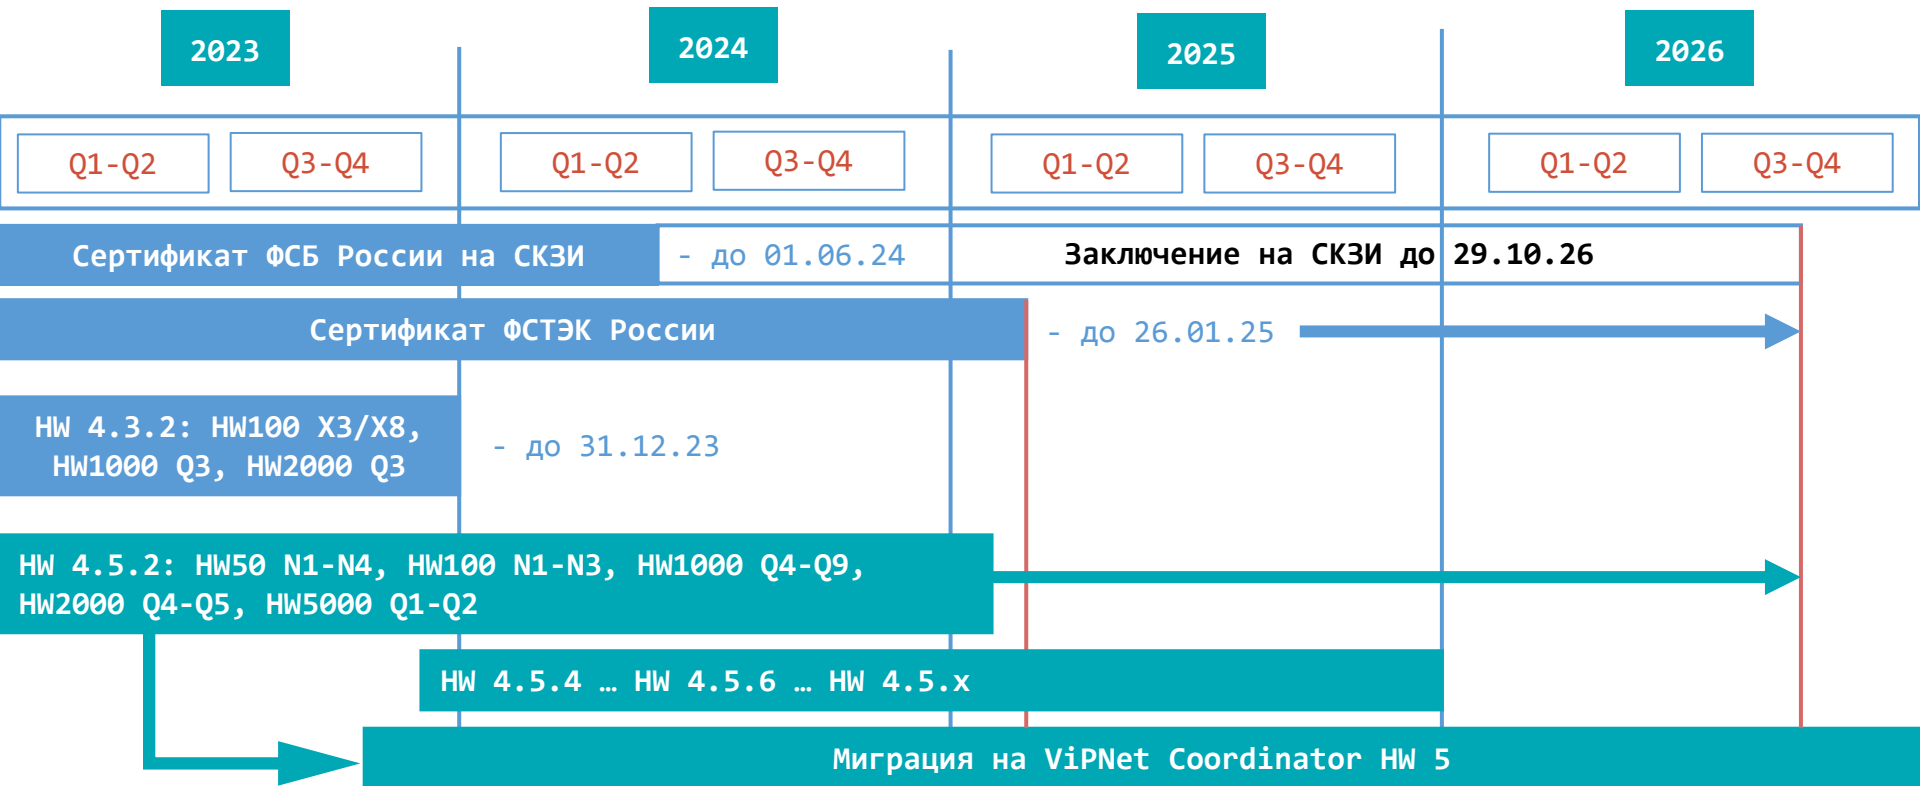 2023
2024
2025
2026
Q1-Q2
Q3-Q4
Q1-Q2
Q3-Q4
Q1-Q2
Q3-Q4
Q1-Q2
Q3-Q4
Сертификат ФСБ России на СКЗИ
- до 01.06.24
Заключение на СКЗИ до 29.10.26
Сертификат ФСТЭК России
- до 26.01.25
HW 4.3.2: HW100 X3/X8,
HW1000 Q3, HW2000 Q3
- до 31.12.23
HW 4.5.2: HW50 N1-N4, HW100 N1-N3, HW1000 Q4-Q9,
HW2000 Q4-Q5, HW5000 Q1-Q2
HW 4.5.4 … HW 4.5.6 … HW 4.5.x
Миграция на ViPNet Coordinator HW 5